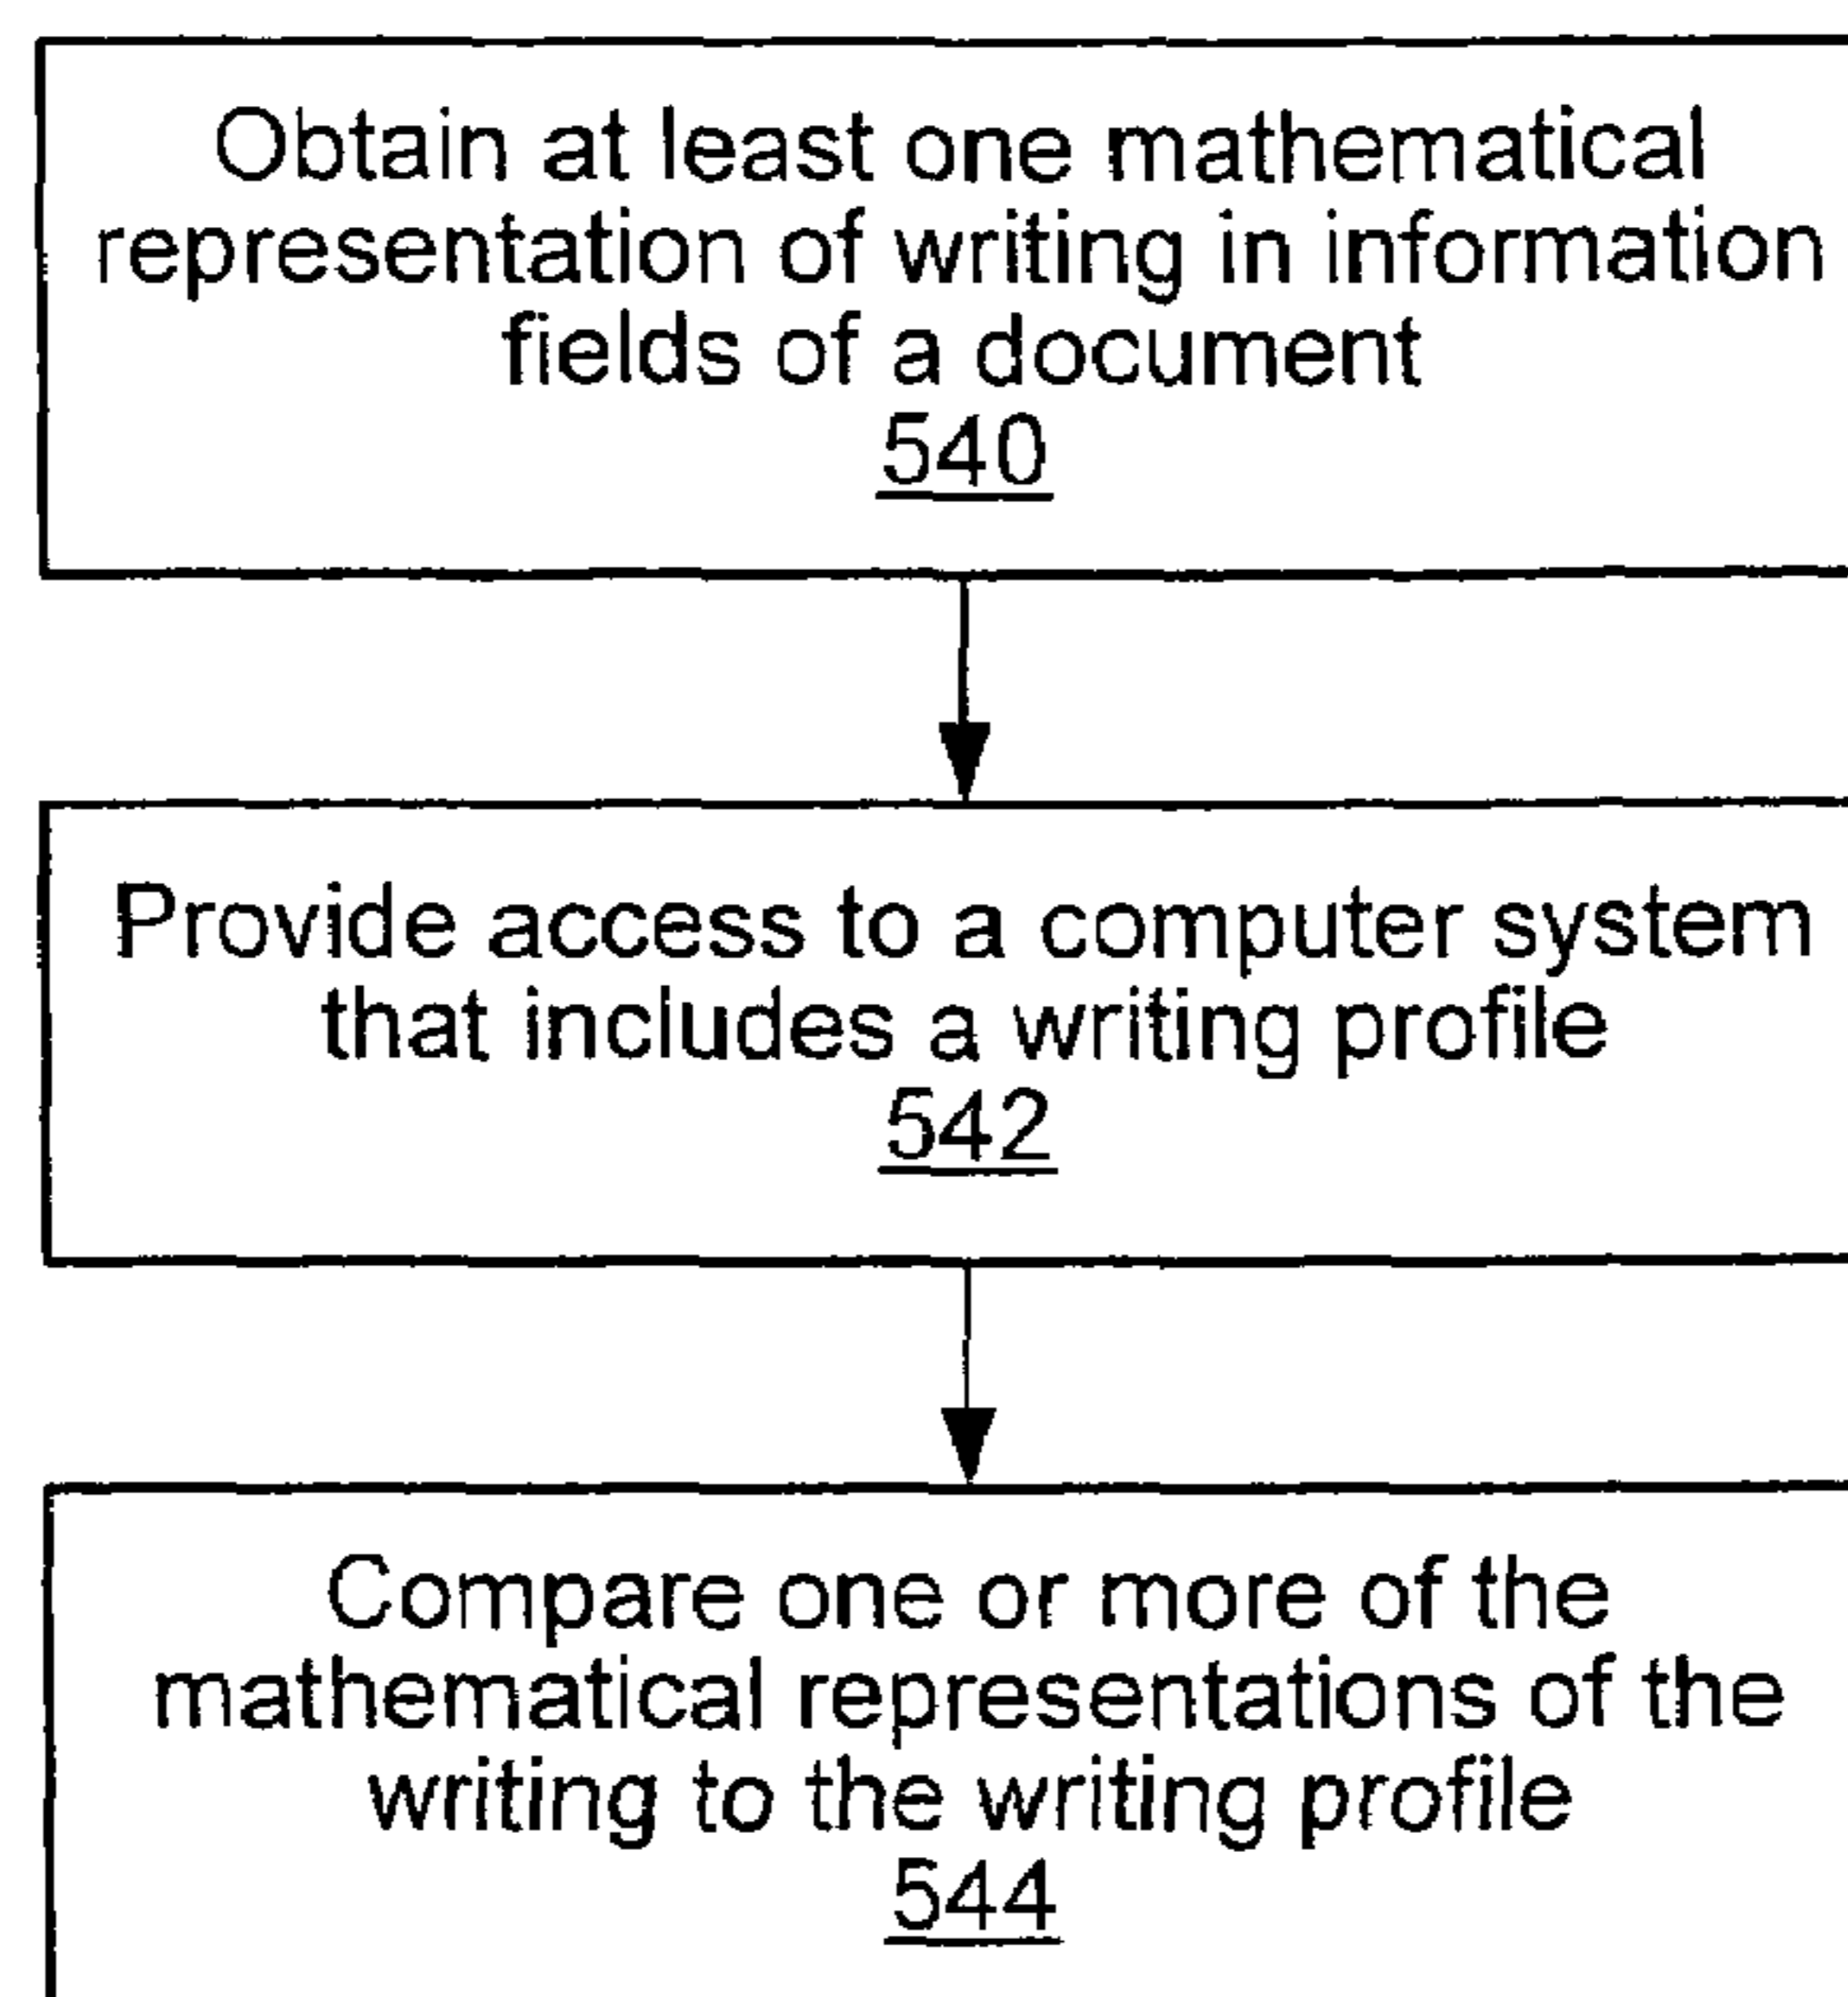 Obtain at least one mathematical
representation of writing in information
fields of a document
540
Provide access to a computer system
that includes a writing profile
542
Compare one or more of the
mathematical representations of the
writing to the writing profile
544